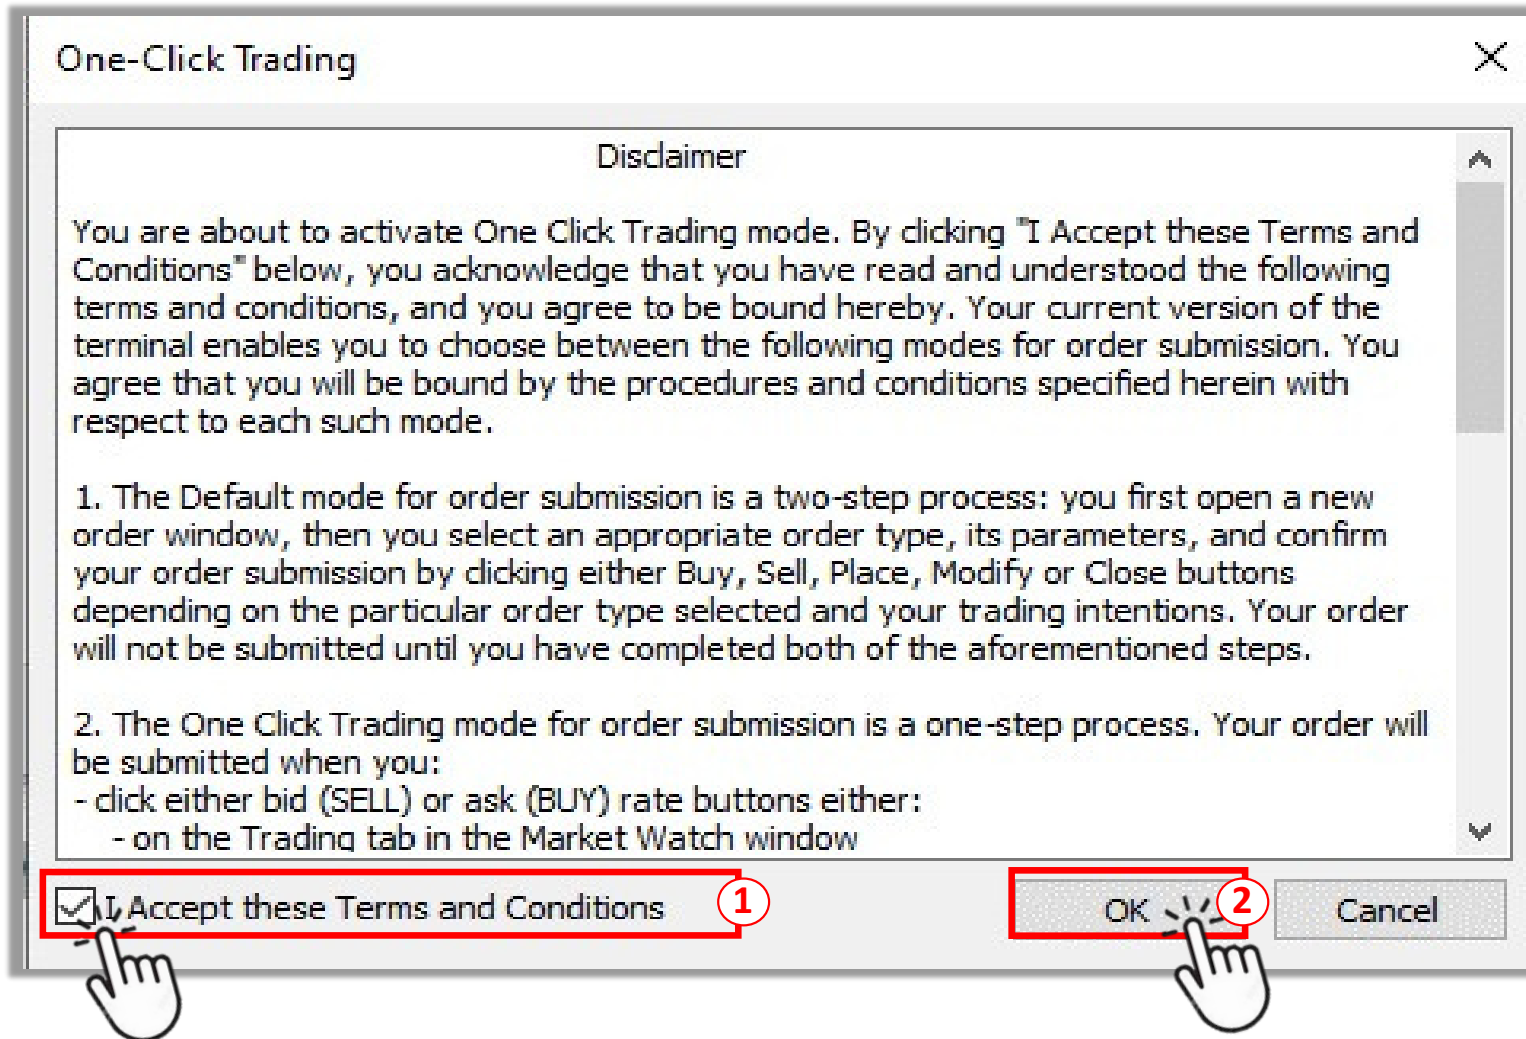 One-Click Trading
Disclaimer
You are about to activate One Click Trading mode. By clicking "I Accept these Terms and
Conditions" below, you acknowledge that you have read and understood the following
terms and conditions, and you agree to be bound hereby. Your current version of the
terminal enables you to choose between the following modes for order submission. You
agree that you will be bound by the procedures and conditions specified herein with
respect to each such mode.
1. The Default mode for order submission is a two-step process: you first open a new
order window, then you select an appropriate order type, its parameters, and confirm
your order submission by clicking either Buy, Sell, Place, Modify or Close buttons
depending on the particular order type selected and your trading intentions. Your order
will not be submitted until you have completed both of the aforementioned steps.
2. The One Click Trading mode for order submission is a one-step process. Your order will
be submitted when you:
- click either bid (SELL) or ask (BUY) rate buttons either:
- on the Trading tab in the Market Watch window
I Accept these Terms and Conditions 1
OK 2 Cancel